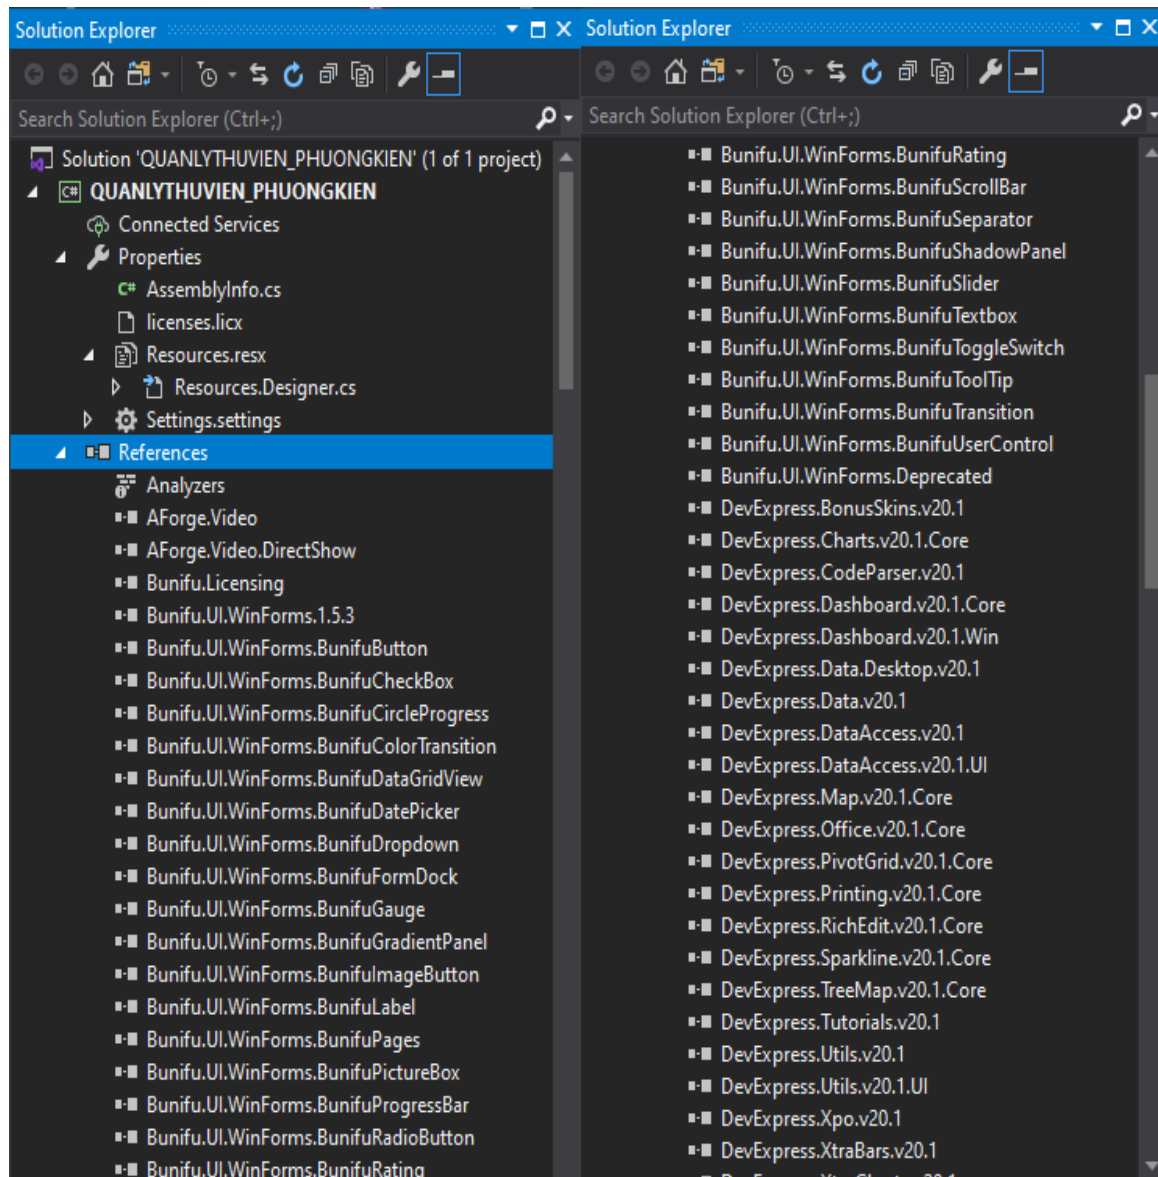 Solution Explorer
Search Solution Explorer (Ctrl+;)
Solution 'QUANLYTHUVIEN_PHUONGKIEN' (1 of 1 project)
C# QUANLYTHUVIEN_PHUONGKIEN
Connected Services
Properties
C# AssemblyInfo.cs
licenses.licx
Resources.resx
Resources.Designer.cs
Settings.settings
References
Analyzers
AForge.Video
AForge.Video.DirectShow
Bunifu.Licensing
Bunifu.UI.WinForms.1.5.3
Bunifu.UI.WinForms.BunifuButton
Bunifu.UI.WinForms.BunifuCheckBox
Bunifu.UI.WinForms.BunifuCircleProgress
Bunifu.UI.WinForms.BunifuColorTransition
Bunifu.UI.WinForms.BunifuDataGridView
Bunifu.UI.WinForms.BunifuDatePicker
Bunifu.UI.WinForms.BunifuDropdown
Bunifu.UI.WinForms.BunifuFormDock
Bunifu.UI.WinForms.BunifuGauge
Bunifu.UI.WinForms.BunifuGradientPanel
Bunifu.UI.WinForms.BunifuImageButton
Bunifu.UI.WinForms.BunifuLabel
Bunifu.UI.WinForms.BunifuPages
Bunifu.UI.WinForms.BunifuPictureBox
Bunifu.UI.WinForms.BunifuProgressBar
Bunifu.UI.WinForms.BunifuRadioButton
Bunifu.UI.WinForms.BunifuRating
Solution Explorer
Search Solution Explorer (Ctrl+;)
Bunifu.UI.WinForms.BunifuRating
Bunifu.UI.WinForms.BunifuScrollBar
Bunifu.UI.WinForms.BunifuSeparator
Bunifu.UI.WinForms.BunifuShadowPanel
Bunifu.UI.WinForms.BunifuSlider
Bunifu.UI.WinForms.BunifuTextbox
Bunifu.UI.WinForms.BunifuToggleSwitch
Bunifu.UI.WinForms.BunifuToolTip
Bunifu.UI.WinForms.BunifuTransition
Bunifu.UI.WinForms.BunifuUserControl
Bunifu.UI.WinForms.Deprecated
DevExpress.BonusSkins.v20.1
DevExpress.Charts.v20.1.Core
DevExpress.CodeParser.v20.1
DevExpress.Dashboard.v20.1.Core
DevExpress.Dashboard.v20.1.Win
DevExpress.Data.Desktop.v20.1
DevExpress.Data.v20.1
DevExpress.DataAccess.v20.1
DevExpress.DataAccess.v20.1.UI
DevExpress.Map.v20.1.Core
DevExpress.Office.v20.1.Core
DevExpress.PivotGrid.v20.1.Core
DevExpress.Printing.v20.1.Core
DevExpress.RichEdit.v20.1.Core
DevExpress.Sparkline.v20.1.Core
DevExpress.TreeMap.v20.1.Core
DevExpress.Tutorials.v20.1
DevExpress.Utils.v20.1
DevExpress.Utils.v20.1.UI
DevExpress.Xpo.v20.1
DevExpress.XtraBars.v20.1